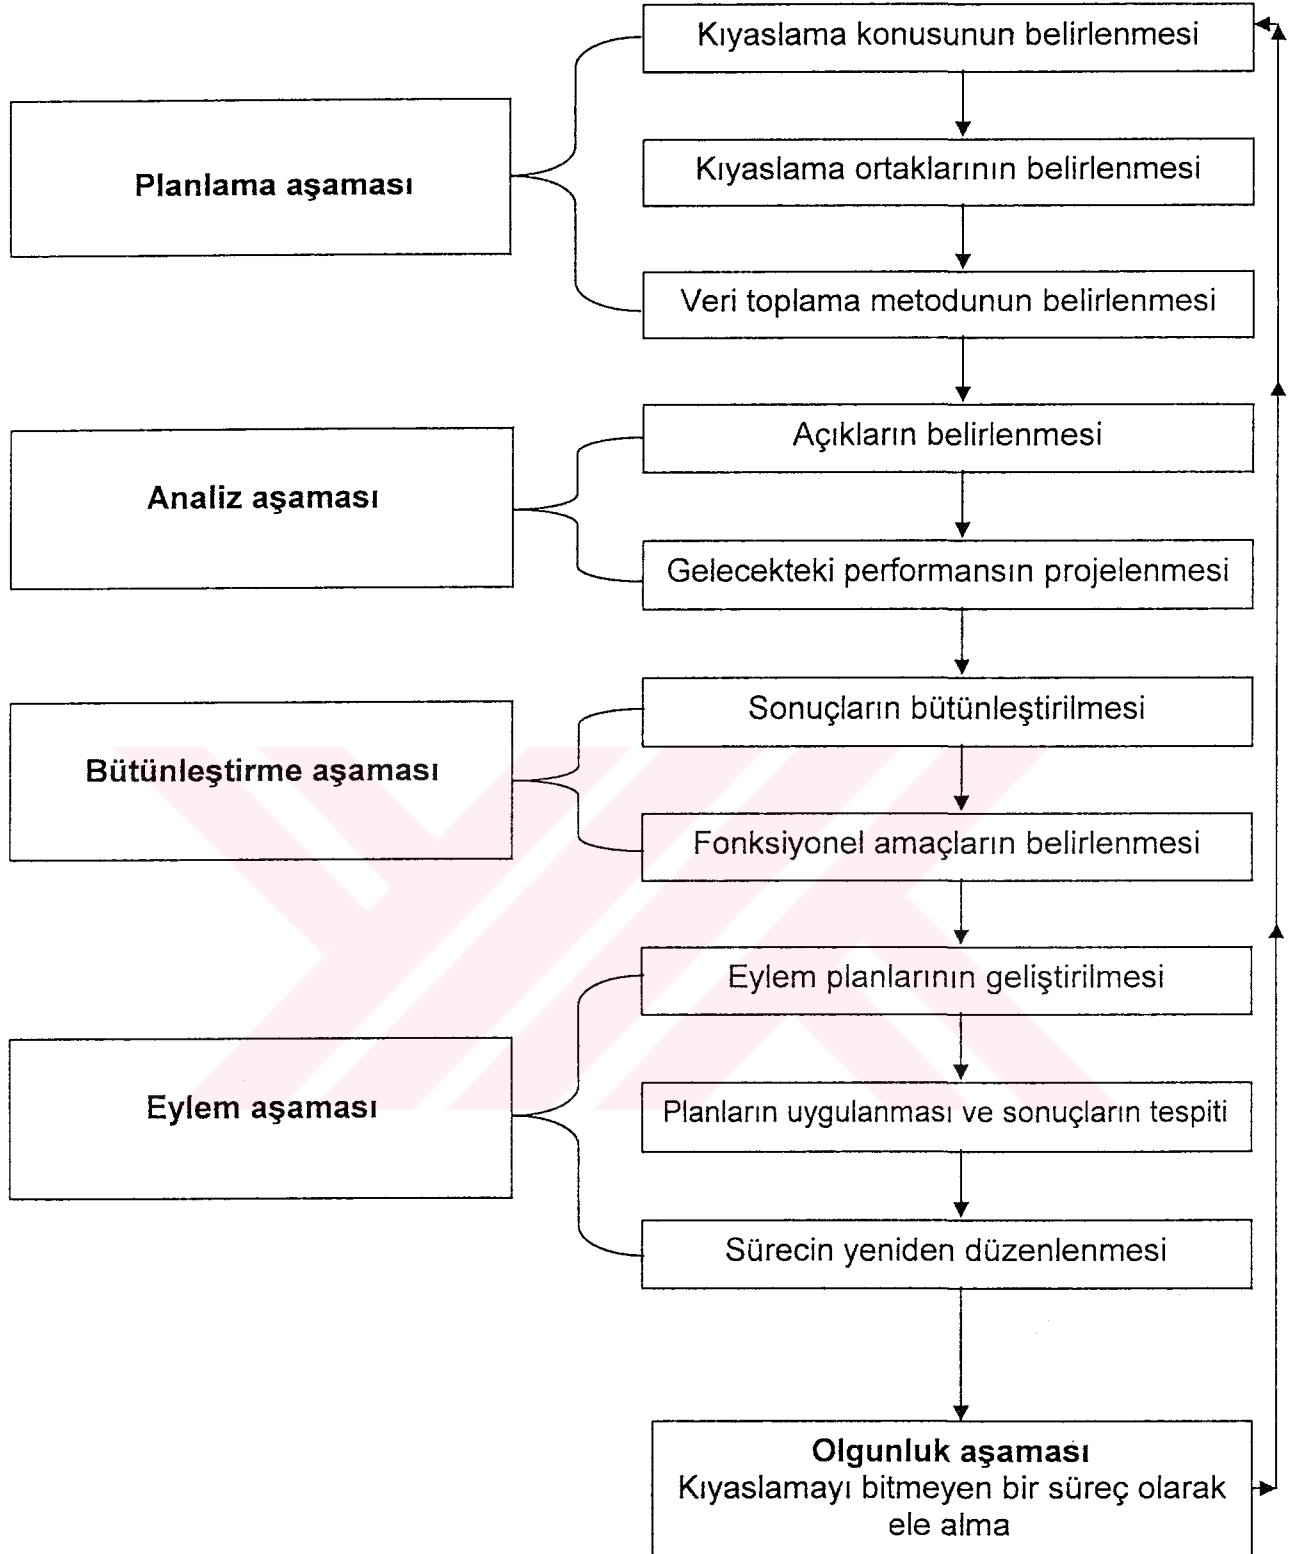 Kıyaslama konusunun belirlenmesi
Planlama aşaması
Kıyaslama ortaklarının belirlenmesi
Veri toplama metodunun belirlenmesi
Analiz aşaması
Açıkların belirlenmesi
Gelecekteki performansın projelenmesi
Bütünleştirme aşaması
Sonuçların bütünleştirilmesi
Fonksiyonel amaçların belirlenmesi
Eylem aşaması
Eylem planlarının geliştirilmesi
Planların uygulanması ve sonuçların tespiti
Sürecin yeniden düzenlenmesi
Olgunluk aşaması
Kıyaslamayı bitmeyen bir süreç olarak
ele alma